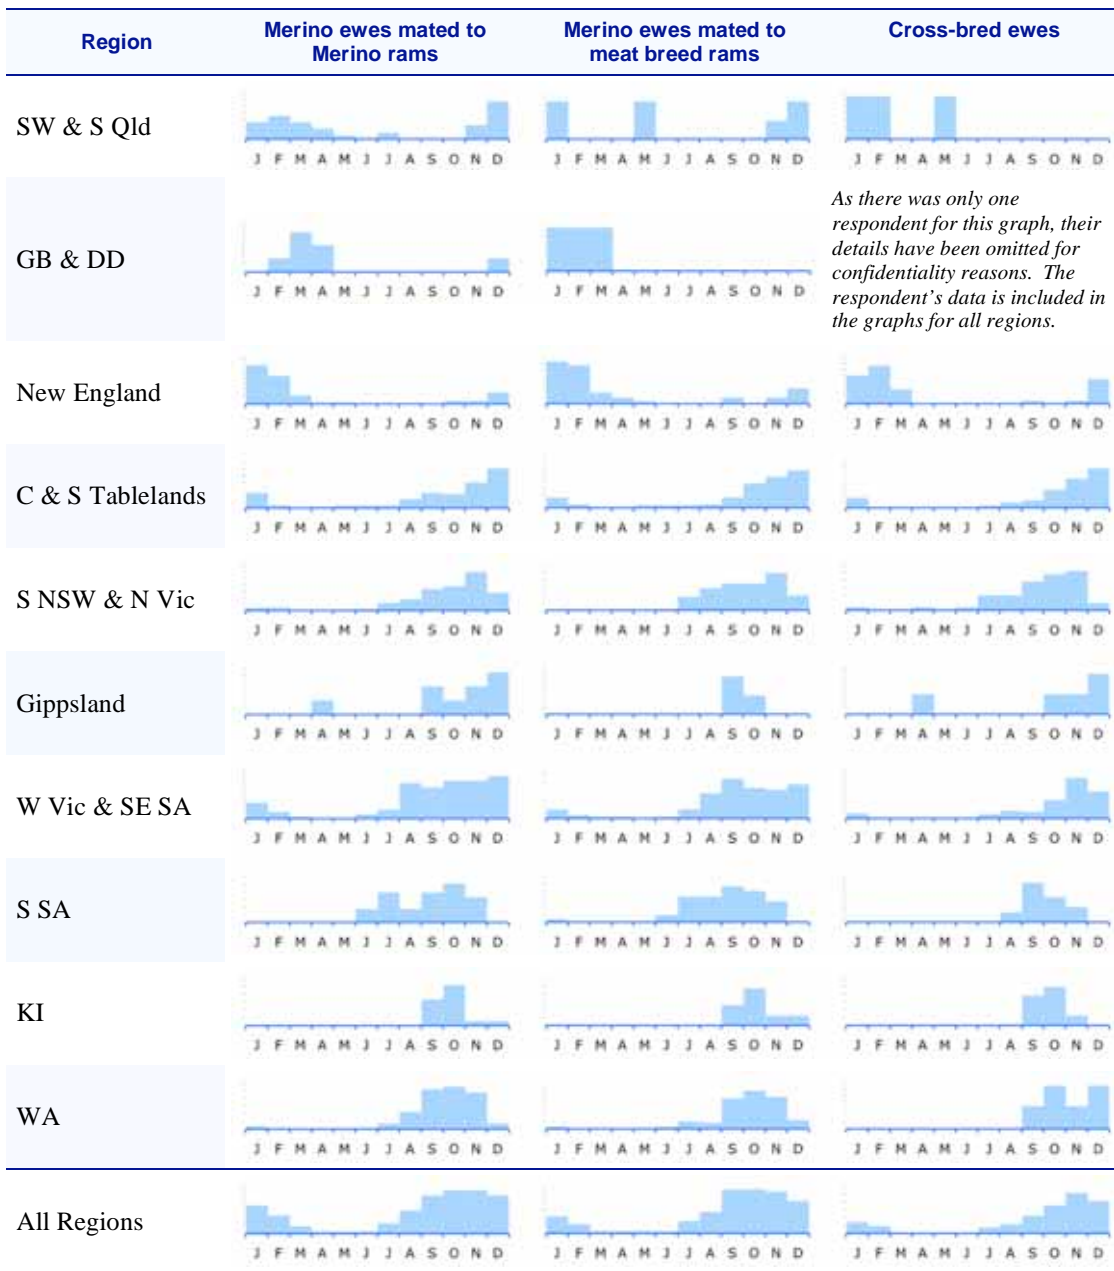 Region
Merino ewes mated to
Merino rams
Merino ewes mated to
meat breed rams
Cross-bred ewes
SW & S Qld
J F M A M J J A S O N D
J F M A M J J A S O N D
J F M A M J J A S O N D
GB & DD
J F M A M J J A S O N D
J F M A M J J A S O N D
As there was only one
respondent for this graph, their
details have been omitted for
confidentiality reasons. The
respondent's data is included in
the graphs for all regions.
New England
J F M A M J J A S O N D
J F M A M J J A S O N D
J F M A M J J A S O N D
C & S Tablelands
J F M A M J J A S O N D
J F M A M J J A S O N D
J F M A M J J A S O N D
S NSW & N Vic
J F M A M J J A S O N D
J F M A M J J A S O N D
J F M A M J J A S O N D
Gippsland
J F M A M J J A S O N D
J F M A M J J A S O N D
J F M A M J J A S O N D
W Vic & SE SA
J F M A M J J A S O N D
J F M A M J J A S O N D
J F M A M J J A S O N D
S SA
J F M A M J J A S O N D
J F M A M J J A S O N D
J F M A M J J A S O N D
KI
J F M A M J J A S O N D
J F M A M J J A S O N D
J F M A M J J A S O N D
WA
J F M A M J J A S O N D
J F M A M J J A S O N D
J F M A M J J A S O N D
All Regions
J F M A M J J A S O N D
J F M A M J J A S O N D
J F M A M J J A S O N D